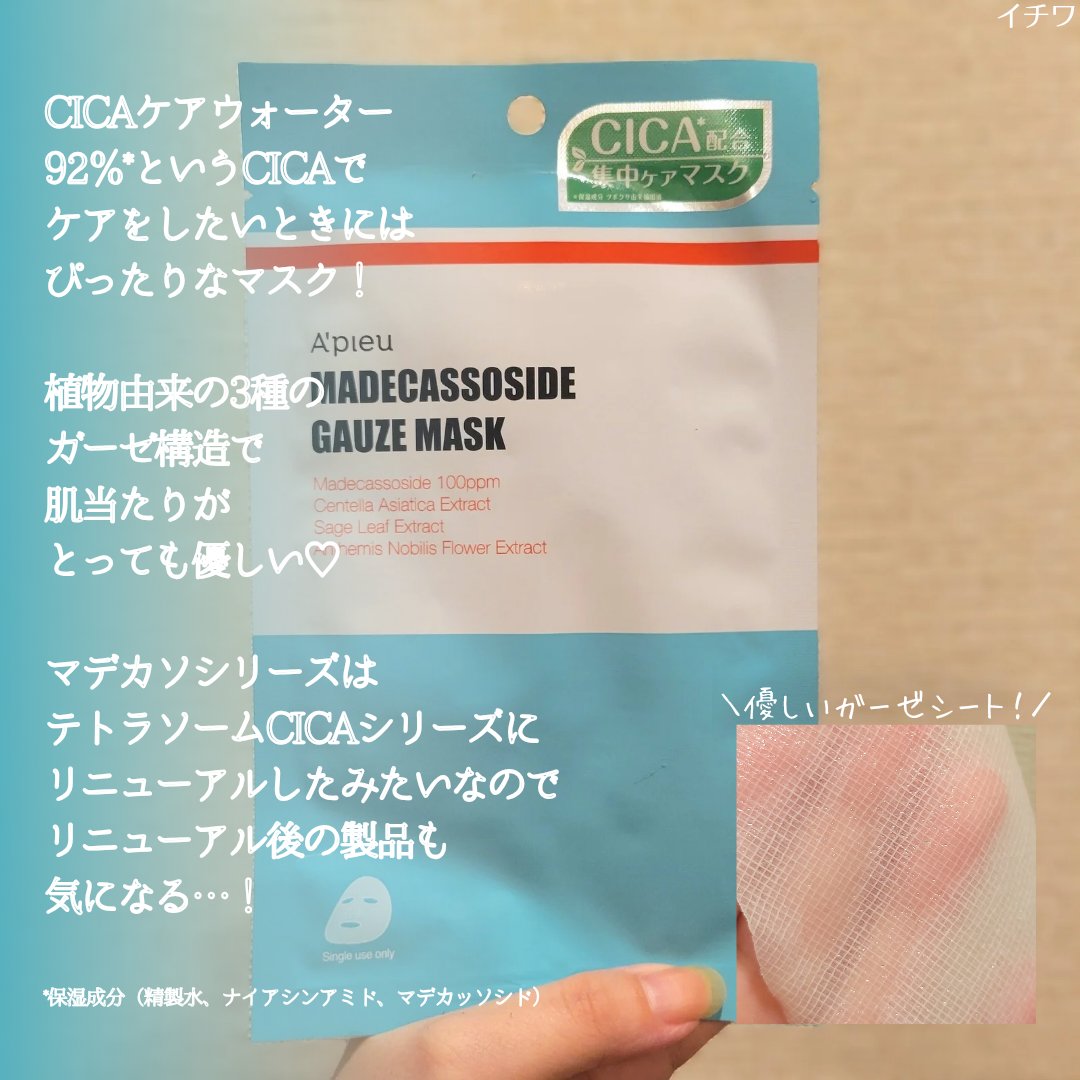 イチワ
CICAケアウォーター
92%*というCICAで
ケアをしたいときには
ぴったりなマスク！
植物由来の3種の
ガーゼ構造で
肌当たりが
とっても優しい♡
マデカソシリーズは
テトラソームCICAシリーズに
リニューアルしたみたいなので
リニューアル後の製品も
気になる…！
*保湿成分（精製水、ナイアシンアミド、マデカッソシド）
CICA*配合
集中ケアマスク
A'pieu
MADECASSOSIDE
GAUZE MASK
Madecassoside 100ppm
Centella Asiatica Extract
Sage Leaf Extract
Anthemis Nobilis Flower Extract
Single use only
＼優しいガーゼシート！／